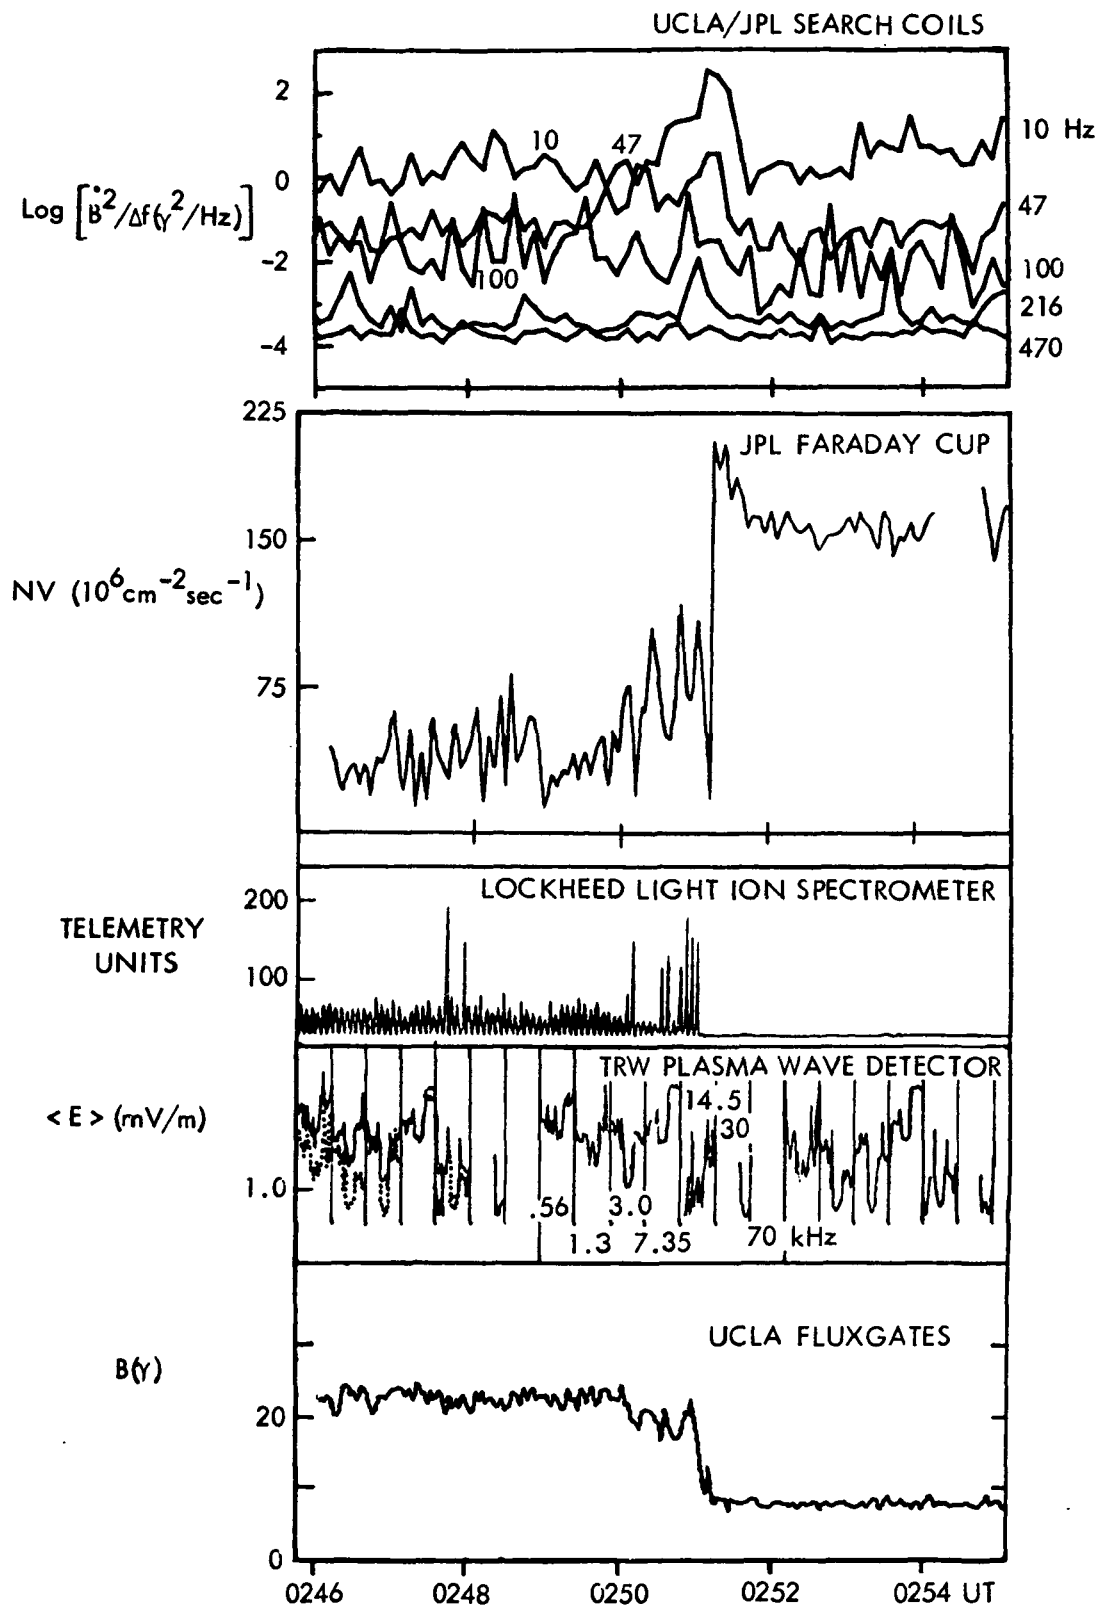 UCLA/JPL SEARCH COILS
2
0
-2
-4
Log [Ḃ²/Δf(γ²/Hz)]
10
47
100
10 Hz
47
100
216
470
225
150
75
NV (10⁶cm⁻²sec⁻¹)
JPL FARADAY CUP
LOCKHEED LIGHT ION SPECTROMETER
200
100
TELEMETRY
UNITS
TRW PLASMA WAVE DETECTOR
<E> (mV/m)
1.0
14.5
30
.56
3.0
1.3
7.35
70 kHz
UCLA FLUXGATES
B(γ)
20
0
0246
0248
0250
0252
0254 UT